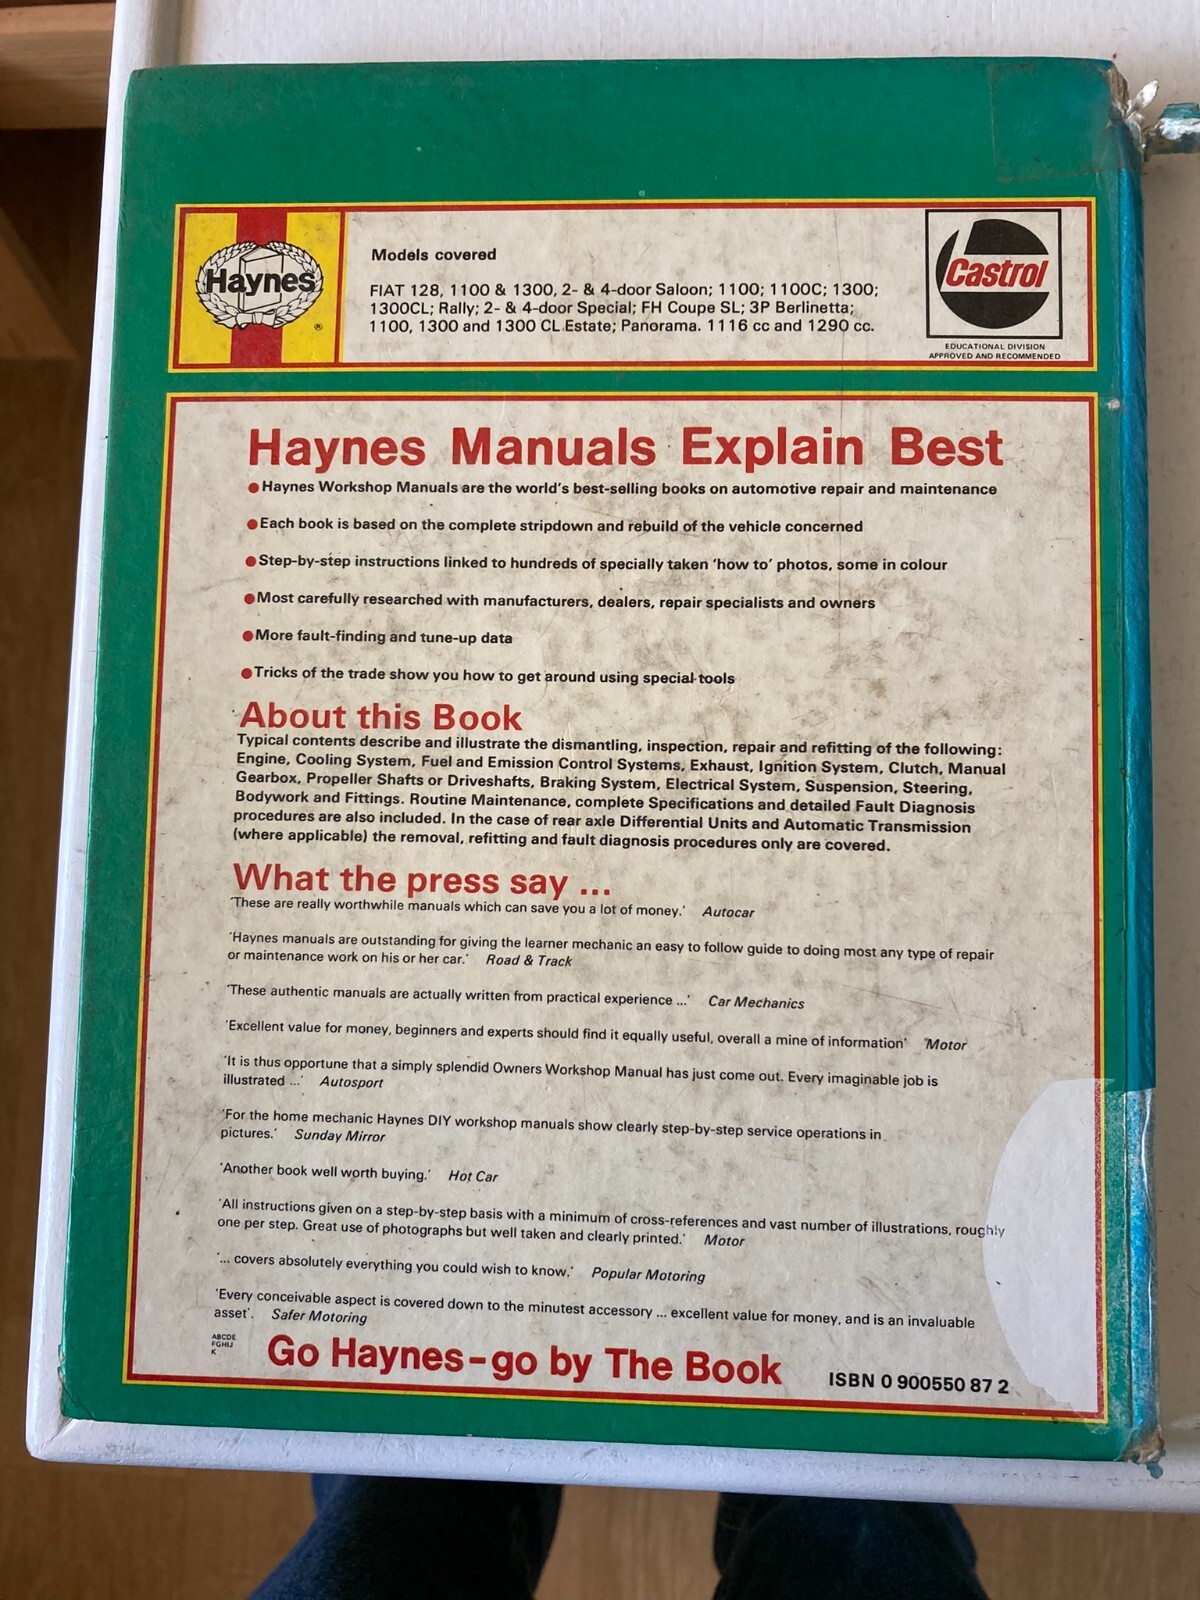 Haynes
®
Models covered
FIAT 128, 1100 & 1300, 2- & 4-door Saloon; 1100; 1100C; 1300;
1300CL; Rally; 2- & 4-door Special; FH Coupe SL; 3P Berlinetta;
1100, 1300 and 1300 CL Estate; Panorama. 1116 cc and 1290 cc.
Castrol
EDUCATIONAL DIVISION
APPROVED AND RECOMMENDED
Haynes Manuals Explain Best
●Haynes Workshop Manuals are the world's best-selling books on automotive repair and maintenance
●Each book is based on the complete stripdown and rebuild of the vehicle concerned
●Step-by-step instructions linked to hundreds of specially taken 'how to' photos, some in colour
●Most carefully researched with manufacturers, dealers, repair specialists and owners
●More fault-finding and tune-up data
●Tricks of the trade show you how to get around using special tools
About this Book
Typical contents describe and illustrate the dismantling, inspection, repair and refitting of the following:
Engine, Cooling System, Fuel and Emission Control Systems, Exhaust, Ignition System, Clutch, Manual
Gearbox, Propeller Shafts or Driveshafts, Braking System, Electrical System, Suspension, Steering,
Bodywork and Fittings. Routine Maintenance, complete Specifications and detailed Fault Diagnosis
procedures are also included. In the case of rear axle Differential Units and Automatic Transmission
(where applicable) the removal, refitting and fault diagnosis procedures only are covered.
What the press say ...
'These are really worthwhile manuals which can save you a lot of money.' Autocar
'Haynes manuals are outstanding for giving the learner mechanic an easy to follow guide to doing most any type of repair
or maintenance work on his or her car.' Road & Track
'These authentic manuals are actually written from practical experience ...' Car Mechanics
'Excellent value for money, beginners and experts should find it equally useful, overall a mine of information' Motor
'It is thus opportune that a simply splendid Owners Workshop Manual has just come out. Every imaginable job is
illustrated ...' Autosport
'For the home mechanic Haynes DIY workshop manuals show clearly step-by-step service operations in
pictures.' Sunday Mirror
'Another book well worth buying.' Hot Car
'All instructions given on a step-by-step basis with a minimum of cross-references and vast number of illustrations, roughly
one per step. Great use of photographs but well taken and clearly printed.' Motor
'... covers absolutely everything you could wish to know.' Popular Motoring
'Every conceivable aspect is covered down to the minutest accessory ... excellent value for money, and is an invaluable
asset'. Safer Motoring
ABCDE
FGHIJ
K
Go Haynes–go by The Book
ISBN 0 900550 87 2